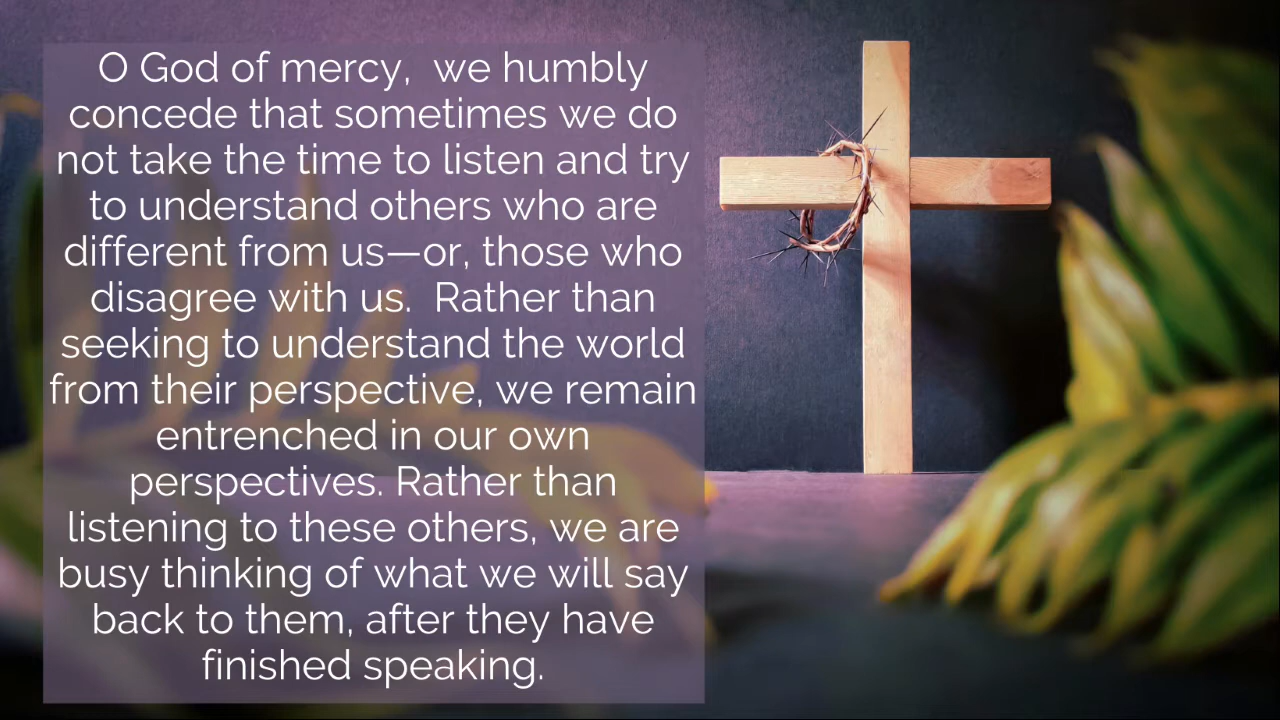 O God of mercy,  we humbly
concede that sometimes we do
not take the time to listen and try
to understand others who are
different from us—or, those who
disagree with us.  Rather than
seeking to understand the world
from their perspective, we remain
entrenched in our own
perspectives. Rather than
listening to these others, we are
busy thinking of what we will say
back to them, after they have
finished speaking.